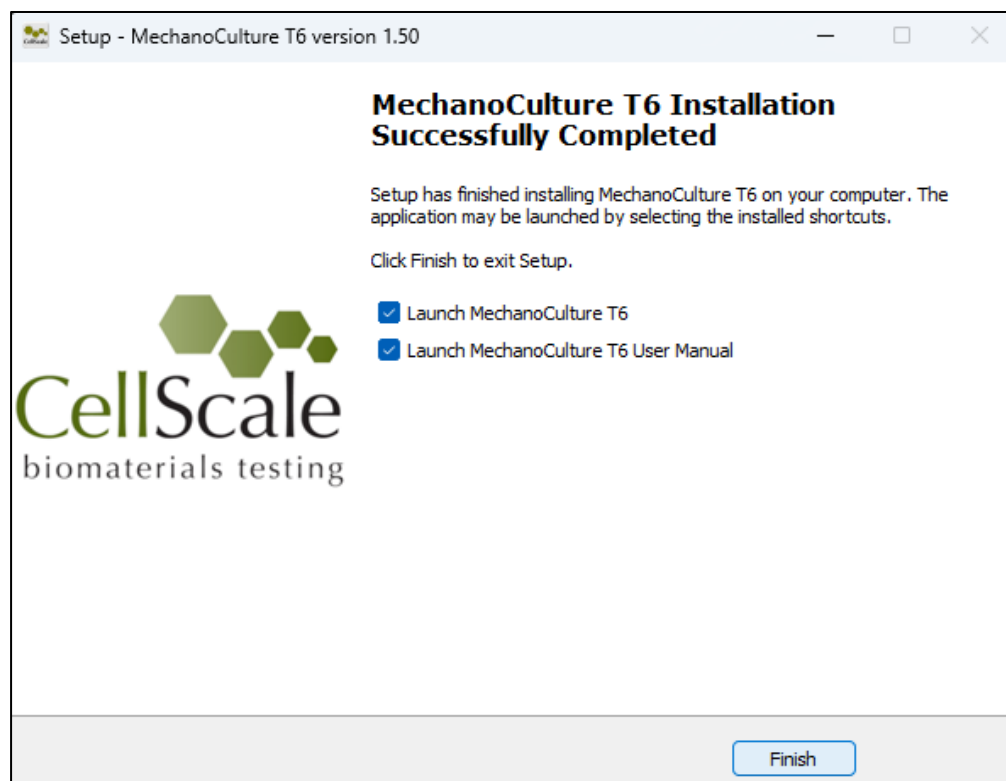 Setup - MechanoCulture T6 version 1.50
MechanoCulture T6 Installation
Successfully Completed
Setup has finished installing MechanoCulture T6 on your computer. The
application may be launched by selecting the installed shortcuts.
Click Finish to exit Setup.
Launch MechanoCulture T6
Launch MechanoCulture T6 User Manual
CellScale
biomaterials testing
Finish